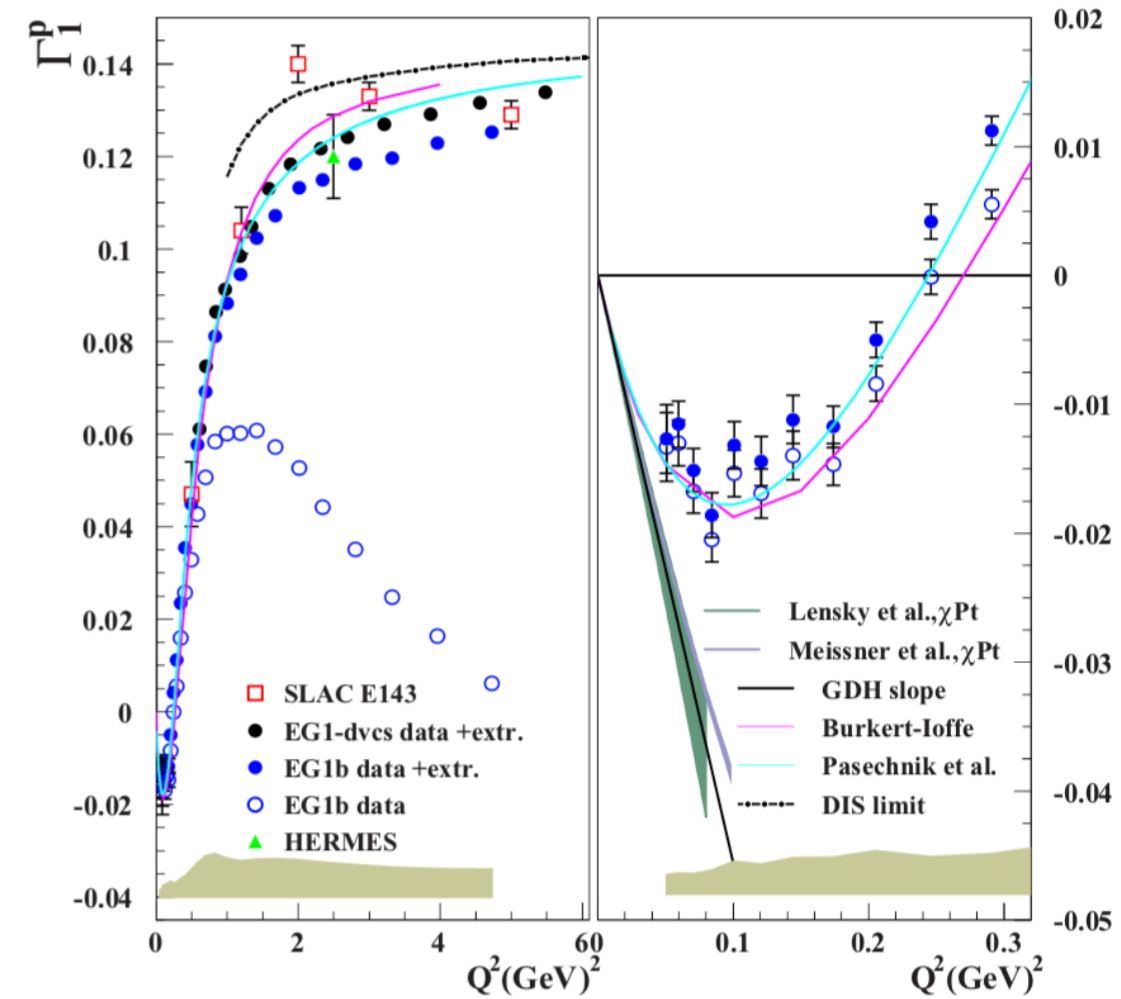 Γ₁ᵖ
0.14
0.12
0.1
0.08
0.06
0.04
0.02
0
-0.02
-0.04
SLAC E143
EG1-dvcs data +extr.
EG1b data +extr.
EG1b data
HERMES
0 2 4 6
Q²(GeV)²
0.02
0.01
0
-0.01
-0.02
-0.03
-0.04
-0.05
Lensky et al.,χPt
Meissner et al.,χPt
GDH slope
Burkert-Ioffe
Pasechnik et al.
DIS limit
0 0.1 0.2 0.3
Q²(GeV)²